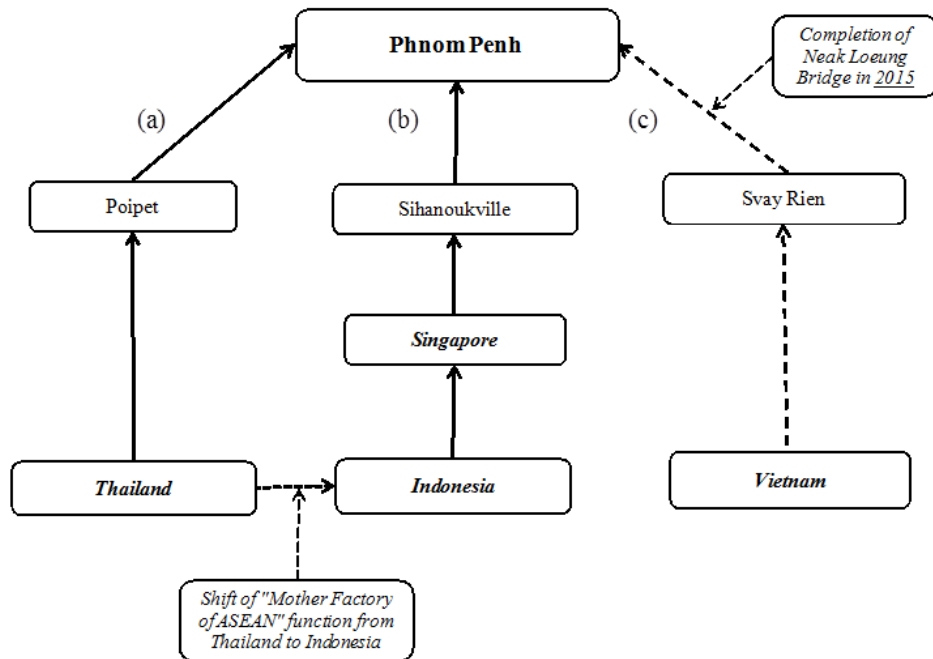 Phnom Penh
Completion of
Neak Loeung
Bridge in 2015
(a)
(b)
(c)
Poipet
Sihanoukville
Svay Rien
Singapore
Thailand
Indonesia
Vietnam
Shift of "Mother Factory
of ASEAN" function from
Thailand to Indonesia